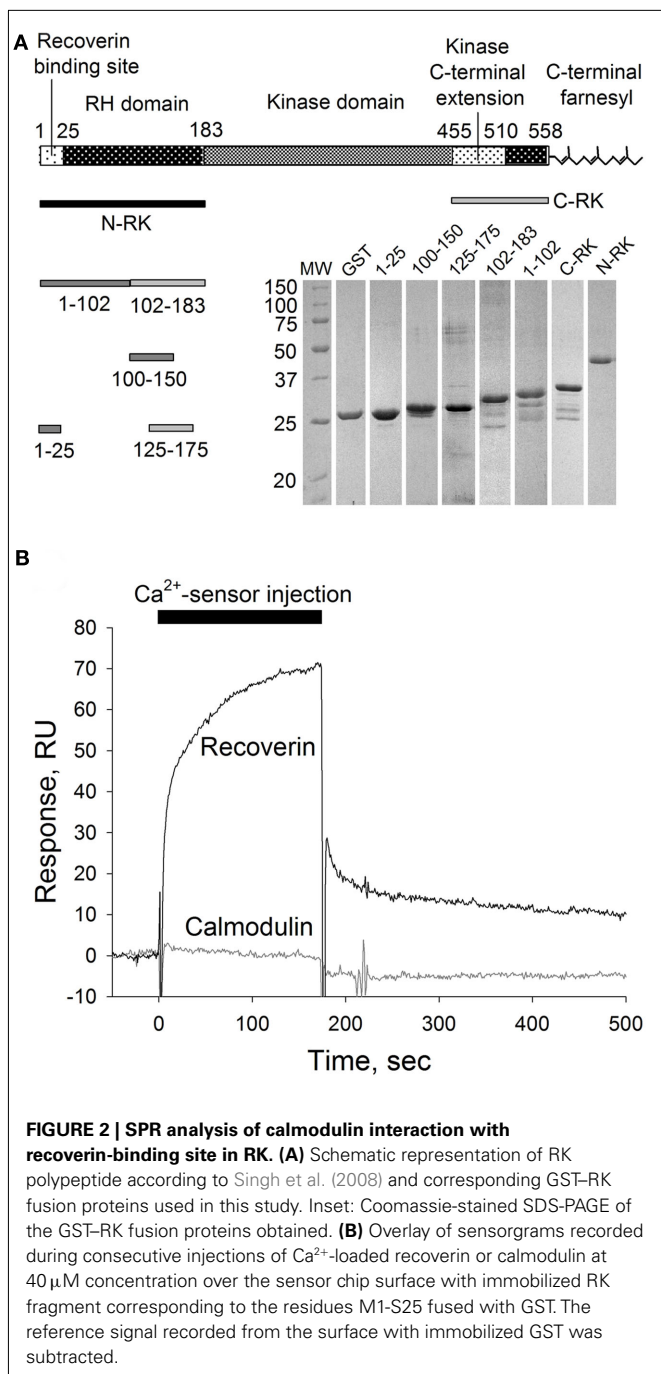 A
Recoverin
binding site
Kinase
C-terminal
extension
C-terminal
farnesyl
RH domain
Kinase domain
1 25 183 455 510 558
N-RK
C-RK
1-102 102-183
100-150
1-25 125-175
MW GST 1-25 100-150 125-175 102-183 1-102 C-RK N-RK
150
100
75
50
37
25
20
B
Ca²⁺-sensor injection
80
70
60
50
40
30
20
10
0
-10
Response, RU
Recoverin
Calmodulin
0 100 200 300 400 500
Time, sec
FIGURE 2 | SPR analysis of calmodulin interaction with
recoverin-binding site in RK. (A) Schematic representation of RK
polypeptide according to Singh et al. (2008) and corresponding GST–RK
fusion proteins used in this study. Inset: Coomassie-stained SDS-PAGE of
the GST–RK fusion proteins obtained. (B) Overlay of sensorgrams recorded
during consecutive injections of Ca²⁺-loaded recoverin or calmodulin at
40 μM concentration over the sensor chip surface with immobilized RK
fragment corresponding to the residues M1-S25 fused with GST. The
reference signal recorded from the surface with immobilized GST was
subtracted.